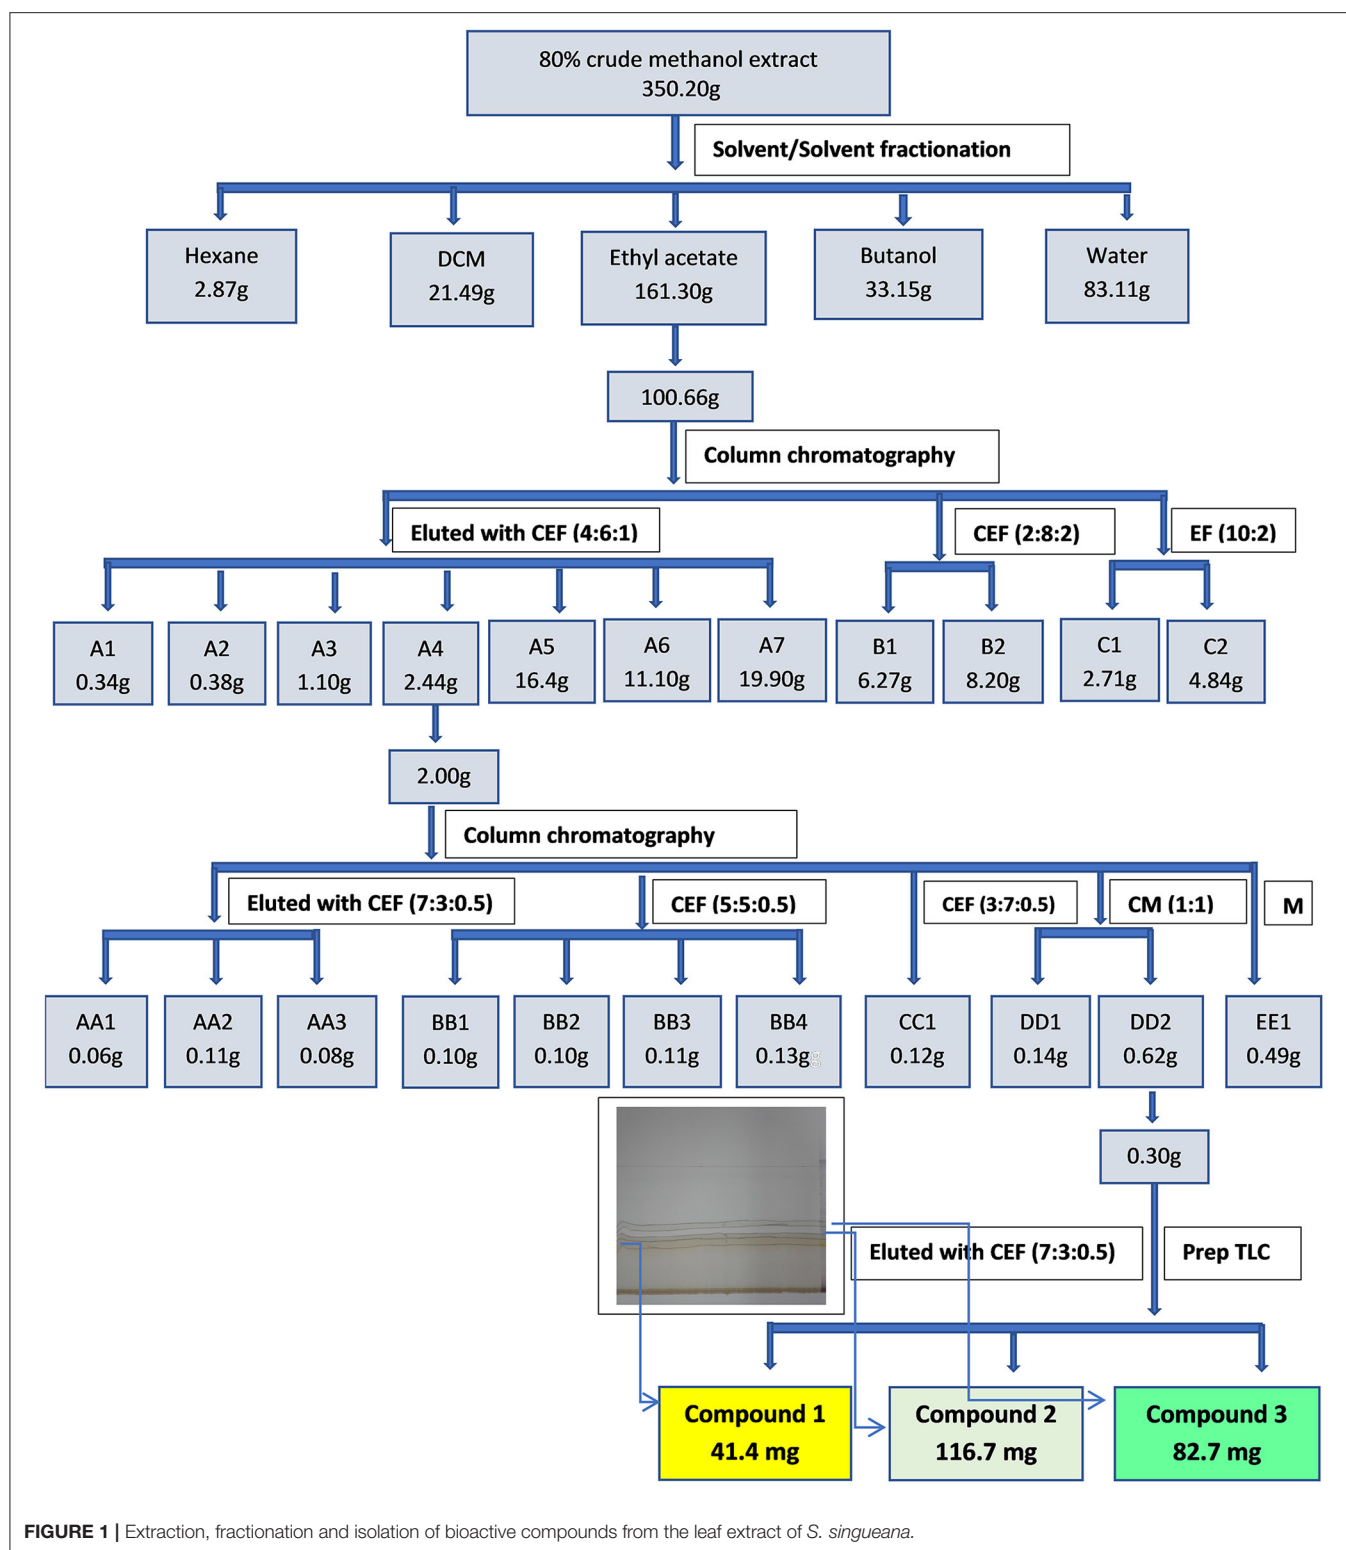 80% crude methanol extract
350.20g
Solvent/Solvent fractionation
Hexane
2.87g
DCM
21.49g
Ethyl acetate
161.30g
Butanol
33.15g
Water
83.11g
100.66g
Column chromatography
Eluted with CEF (4:6:1)
CEF (2:8:2)
EF (10:2)
A1
0.34g
A2
0.38g
A3
1.10g
A4
2.44g
A5
16.4g
A6
11.10g
A7
19.90g
B1
6.27g
B2
8.20g
C1
2.71g
C2
4.84g
2.00g
Column chromatography
Eluted with CEF (7:3:0.5)
CEF (5:5:0.5)
CEF (3:7:0.5)
CM (1:1)
M
AA1
0.06g
AA2
0.11g
AA3
0.08g
BB1
0.10g
BB2
0.10g
BB3
0.11g
BB4
0.13gg
CC1
0.12g
DD1
0.14g
DD2
0.62g
EE1
0.49g
0.30g
Eluted with CEF (7:3:0.5)
Prep TLC
Compound 1
41.4 mg
Compound 2
116.7 mg
Compound 3
82.7 mg
FIGURE 1 | Extraction, fractionation and isolation of bioactive compounds from the leaf extract of S. singueana.